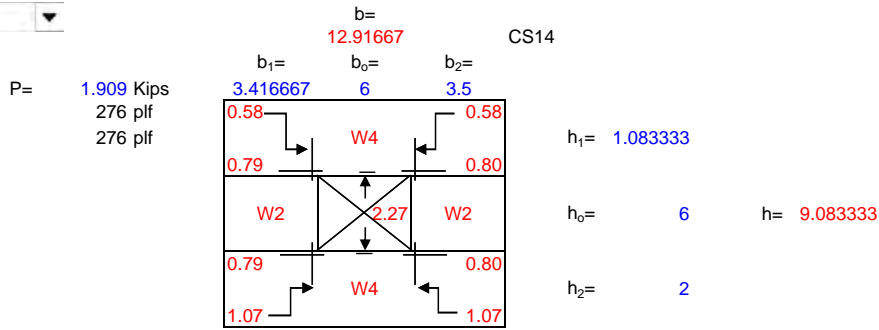 b=
12.91667 CS14
b₁= bₒ= b₂=
P= 1.909 Kips 3.416667 6 3.5
276 plf 0.58 0.58
276 plf W4 h₁= 1.083333
0.79 0.80
W2 2.27 W2 hₒ= 6 h= 9.083333
0.79 0.80
W4 h₂= 2
1.07 1.07